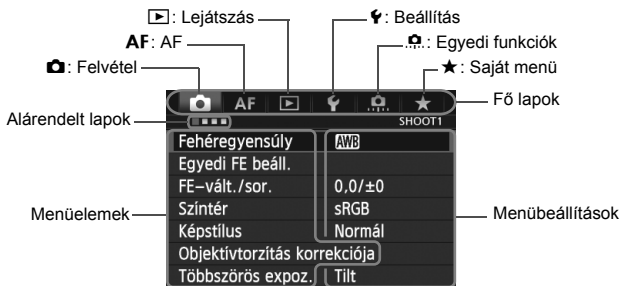 : Lejátszás
: Beállítás
AF: AF
: Egyedi funkciók
: Felvétel
: Saját menü
AF
Fő lapok
Alárendelt lapok
SHOOT1
Fehéregyensúly AWB
Egyedi FE beáll.
FE–vált./sor. 0,0/±0
Menüelemek
Színtér sRGB
Menübeállítások
Képstílus Normál
Objektívtorzítás korrekciója
Többszörös expoz. Tilt